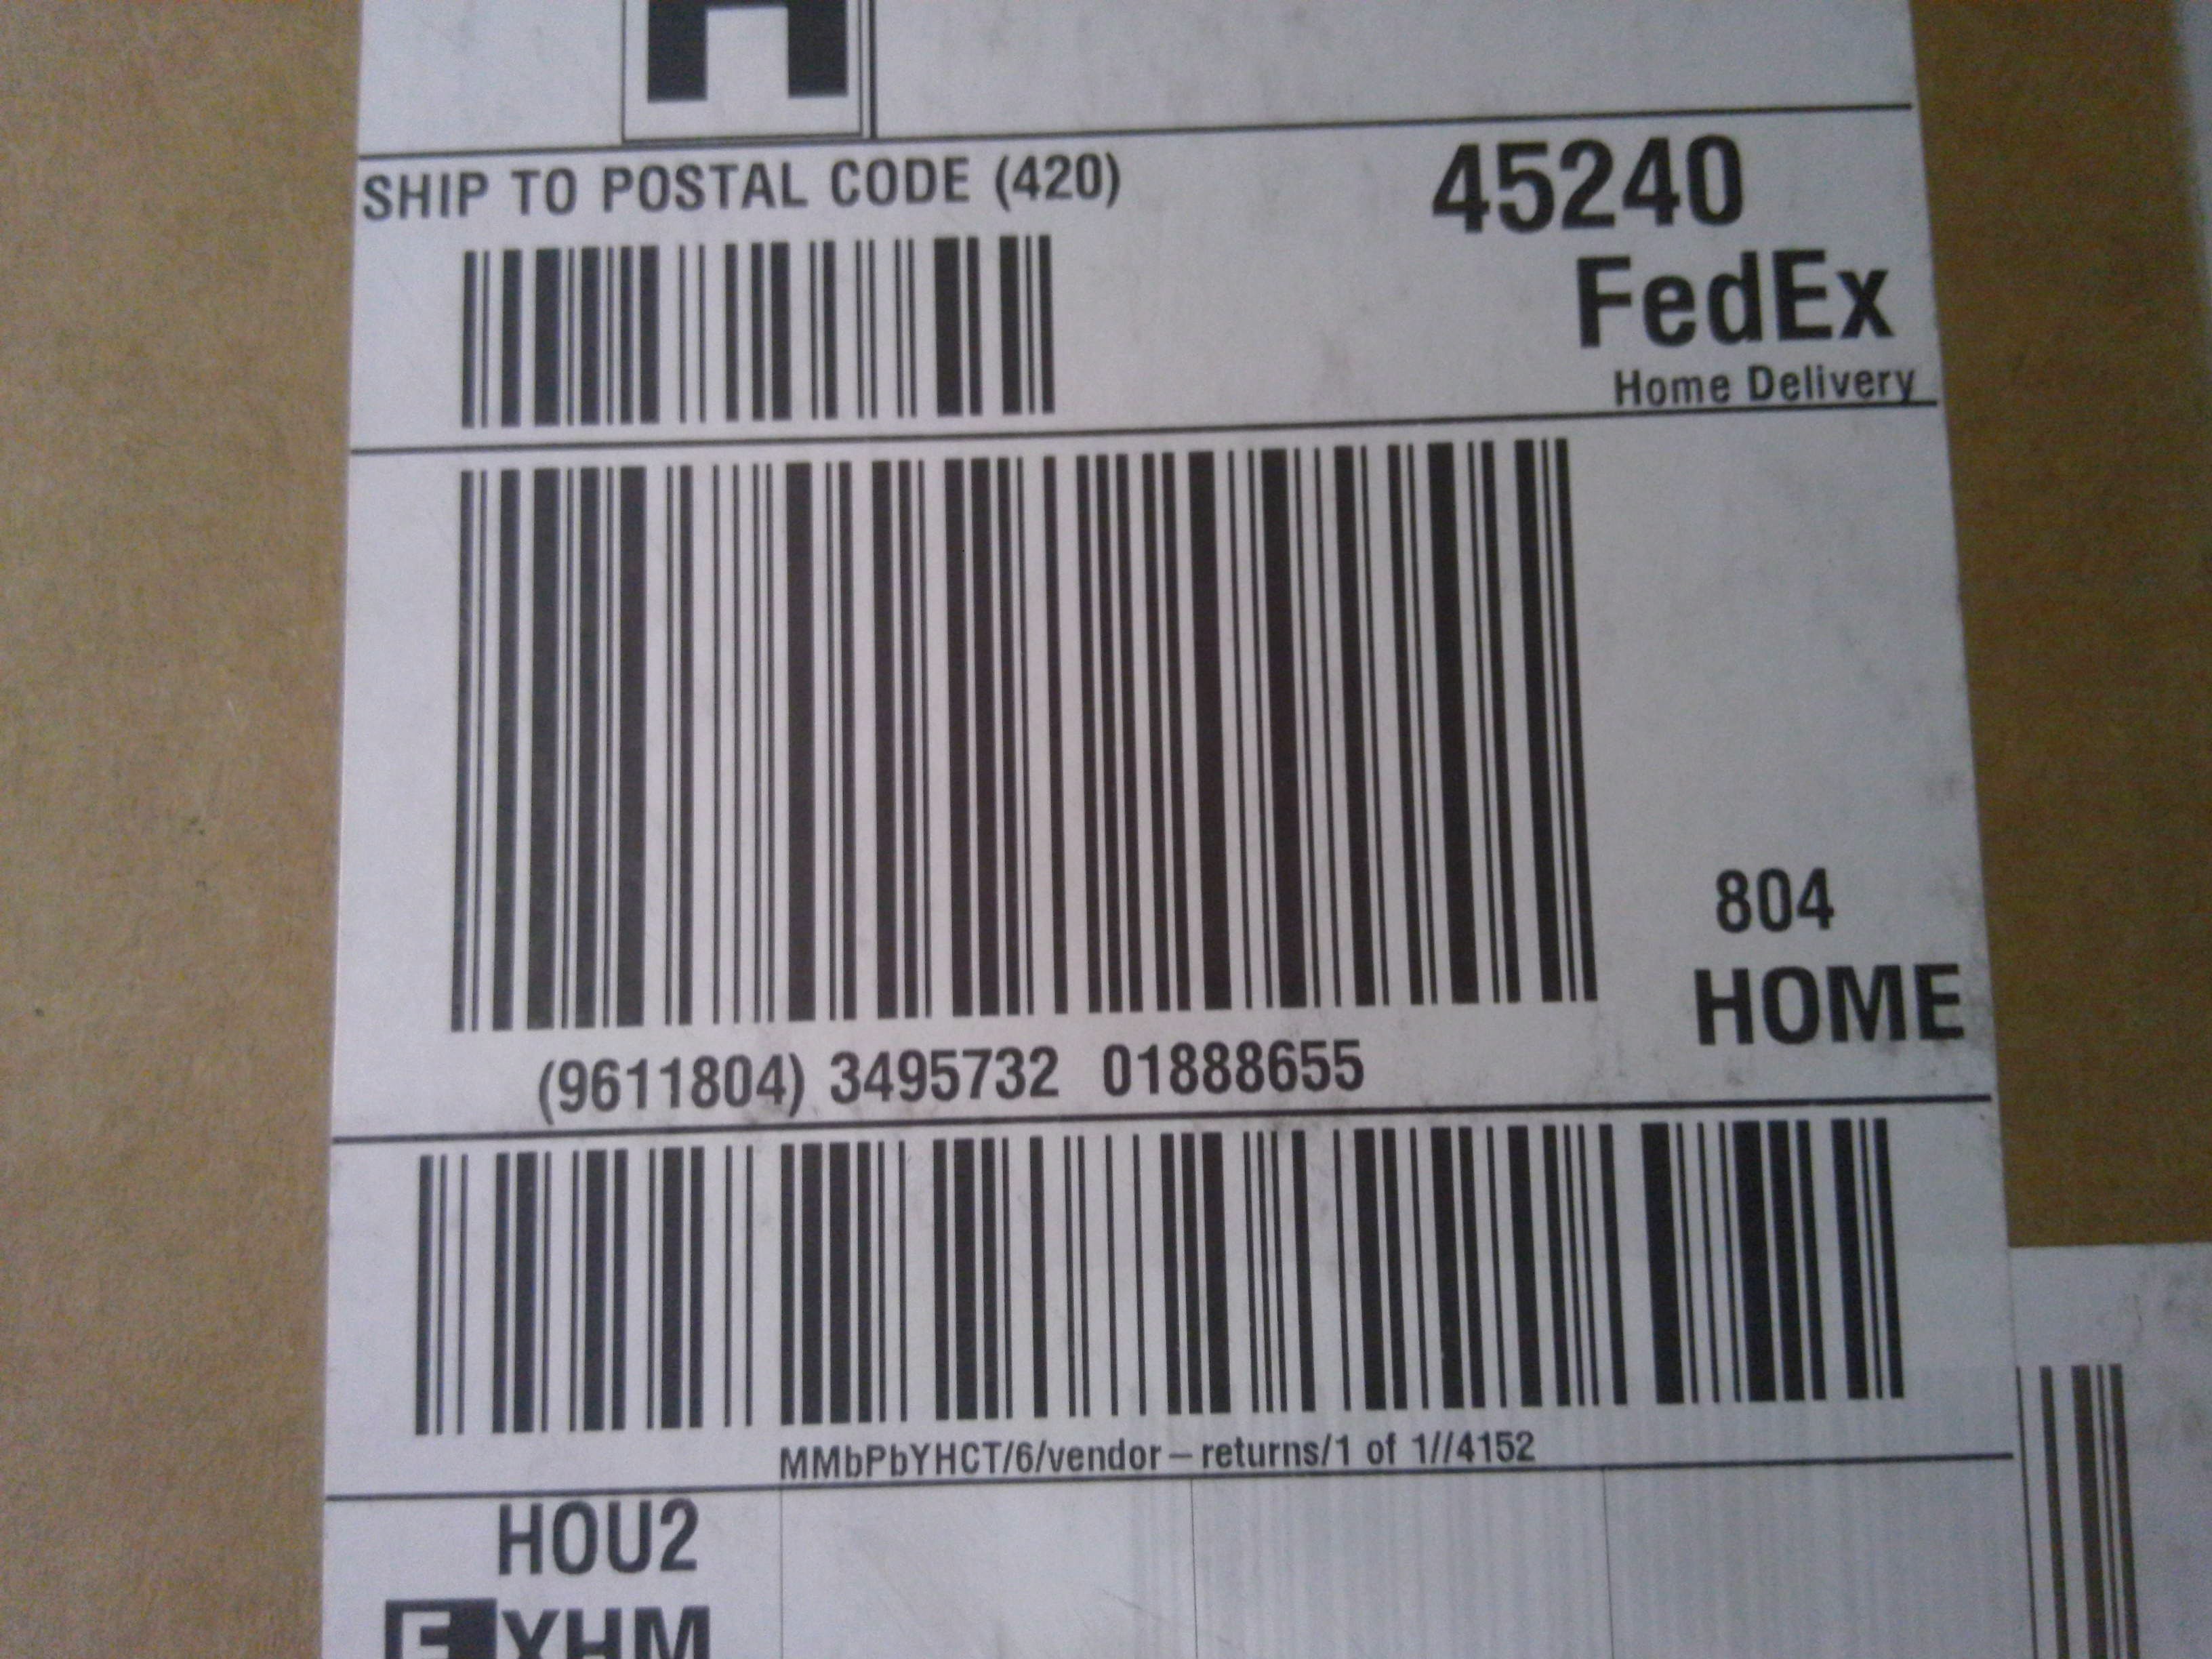 H
SHIP TO POSTAL CODE (420)
45240
FedEx
Home Delivery
804
HOME
(9611804) 3495732 01888655
MMbPbYHCT/6/vendor-returns/1 of 1//4152
HOU2
FXHM